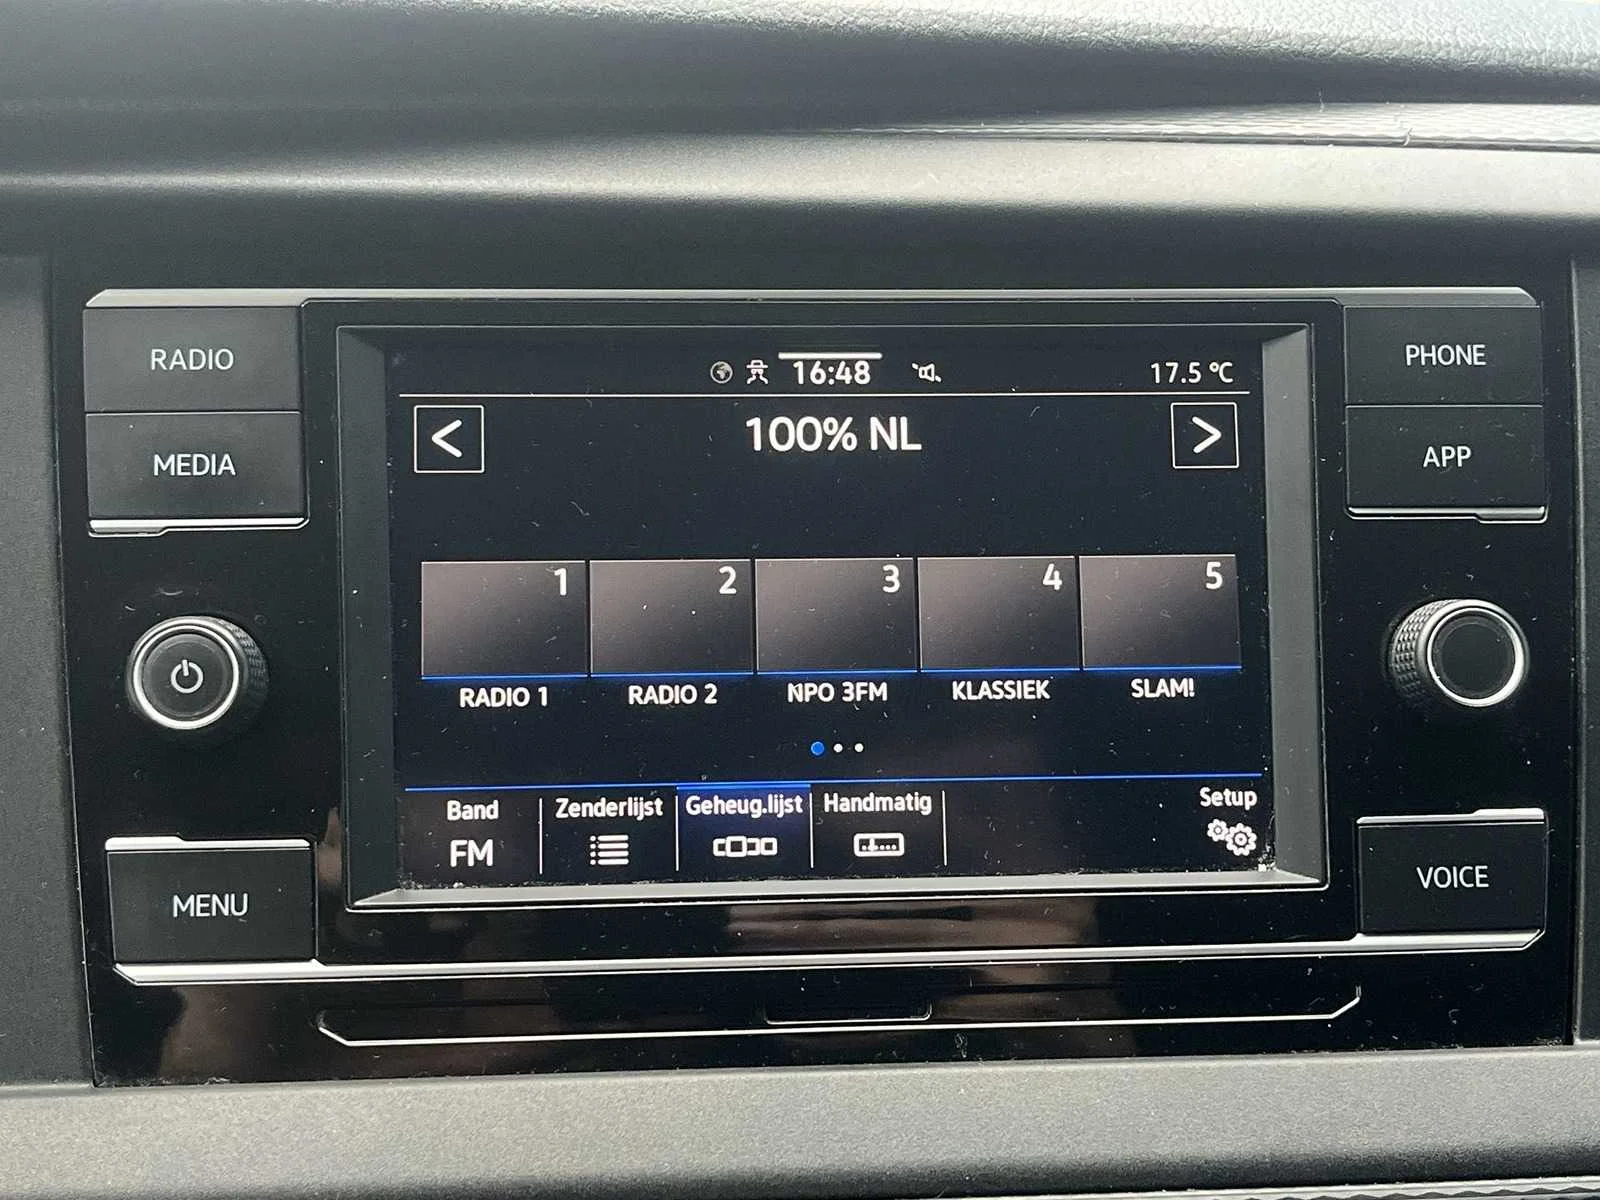 RADIO
MEDIA
MENU
16:48
17.5 °C
<
100% NL
>
1
2
3
4
5
RADIO 1
RADIO 2
NPO 3FM
KLASSIEK
SLAM!
Band
FM
Zenderlijst
Geheug.lijst
Handmatig
Setup
PHONE
APP
VOICE